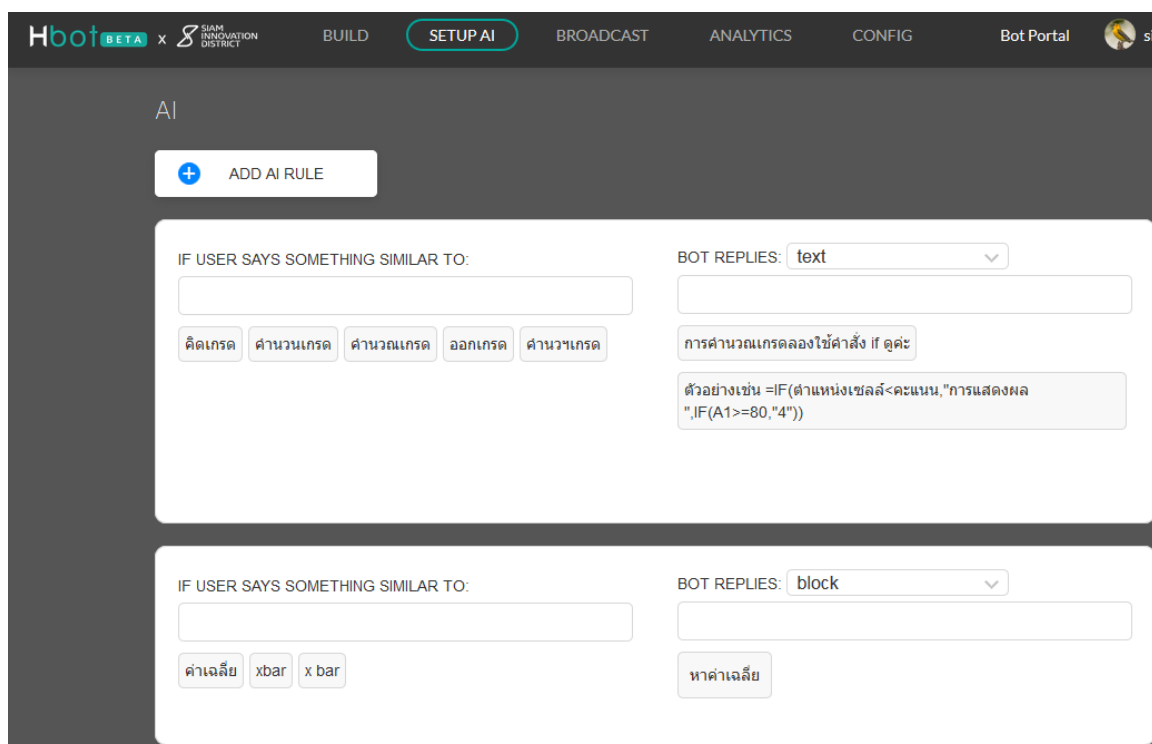 Hbot BETA x SIAM INNOVATION DISTRICT BUILD SETUP AI BROADCAST ANALYTICS CONFIG Bot Portal si
AI
ADD AI RULE
IF USER SAYS SOMETHING SIMILAR TO:
คิดเกรด คำนวนเกรด คำนวณเกรด ออกเกรด คำนวฯเกรด
BOT REPLIES: text
การคำนวณเกรดลองใช้คำสั่ง if ดูค่ะ
ตัวอย่างเช่น =IF(ตำแหน่งเซลล์<คะแนน,"การแสดงผล
",IF(A1>=80,"4"))
IF USER SAYS SOMETHING SIMILAR TO:
ค่าเฉลี่ย xbar x bar
BOT REPLIES: block
หาค่าเฉลี่ย